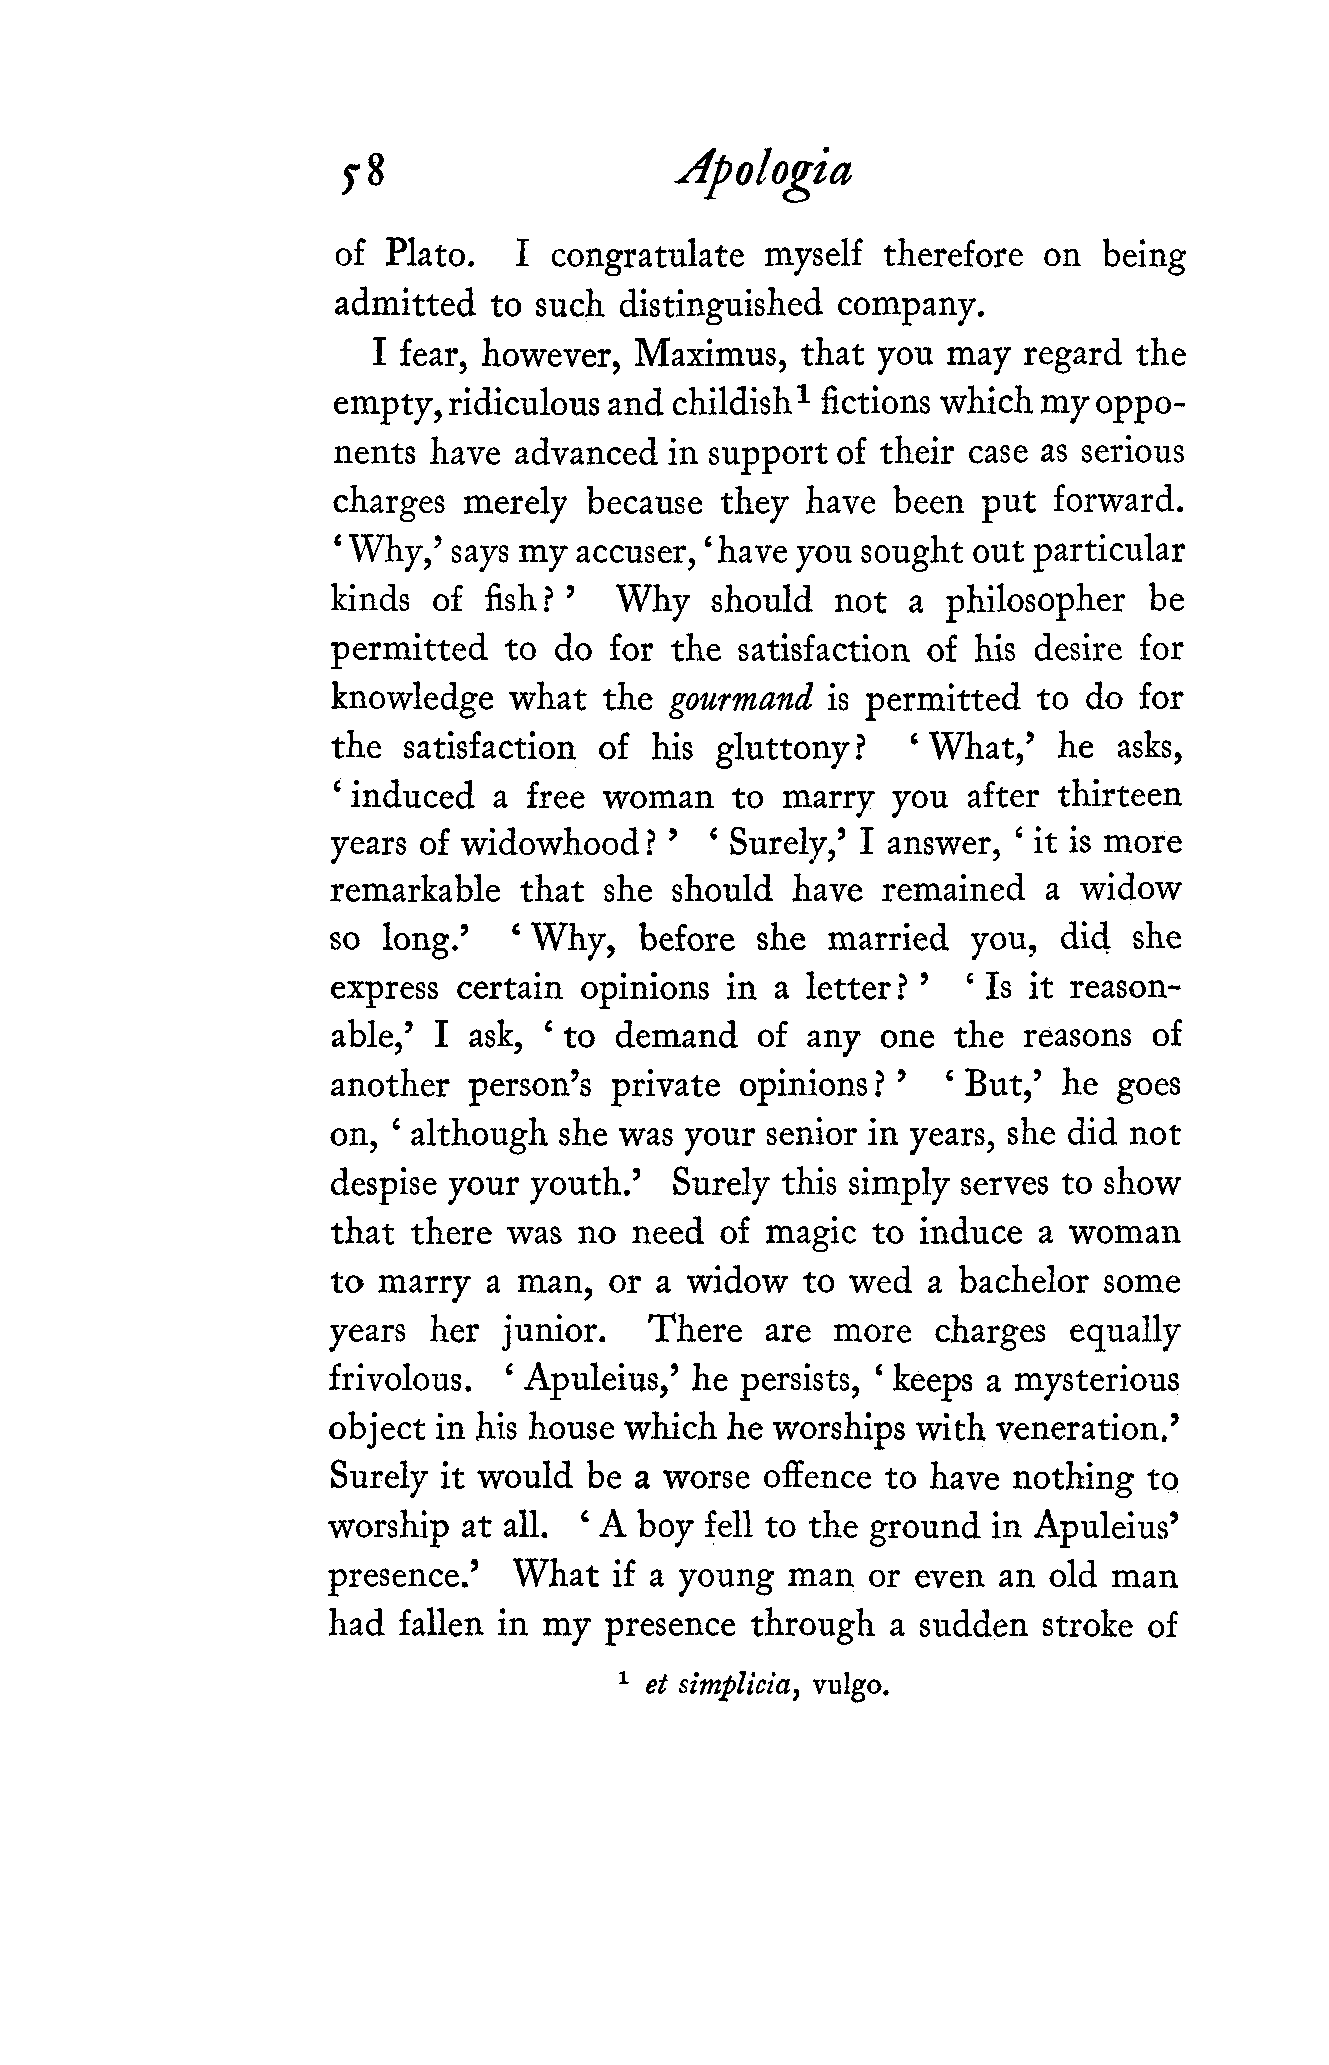 58 Apologia
of Plato. I congratulate myself therefore on being
admitted to such distinguished company.
I fear, however, Maximus, that you may regard the
empty, ridiculous and childish¹ fictions which my oppo-
nents have advanced in support of their case as serious
charges merely because they have been put forward.
‘Why,’ says my accuser, ‘have you sought out particular
kinds of fish?’ Why should not a philosopher be
permitted to do for the satisfaction of his desire for
knowledge what the gourmand is permitted to do for
the satisfaction of his gluttony? ‘What,’ he asks,
‘induced a free woman to marry you after thirteen
years of widowhood?’ ‘Surely,’ I answer, ‘it is more
remarkable that she should have remained a widow
so long.’ ‘Why, before she married you, did she
express certain opinions in a letter?’ ‘Is it reason-
able,’ I ask, ‘to demand of any one the reasons of
another person’s private opinions?’ ‘But,’ he goes
on, ‘although she was your senior in years, she did not
despise your youth.’ Surely this simply serves to show
that there was no need of magic to induce a woman
to marry a man, or a widow to wed a bachelor some
years her junior. There are more charges equally
frivolous. ‘Apuleius,’ he persists, ‘keeps a mysterious
object in his house which he worships with veneration.’
Surely it would be a worse offence to have nothing to
worship at all. ‘A boy fell to the ground in Apuleius’
presence.’ What if a young man or even an old man
had fallen in my presence through a sudden stroke of
¹ et simplicia, vulgo.